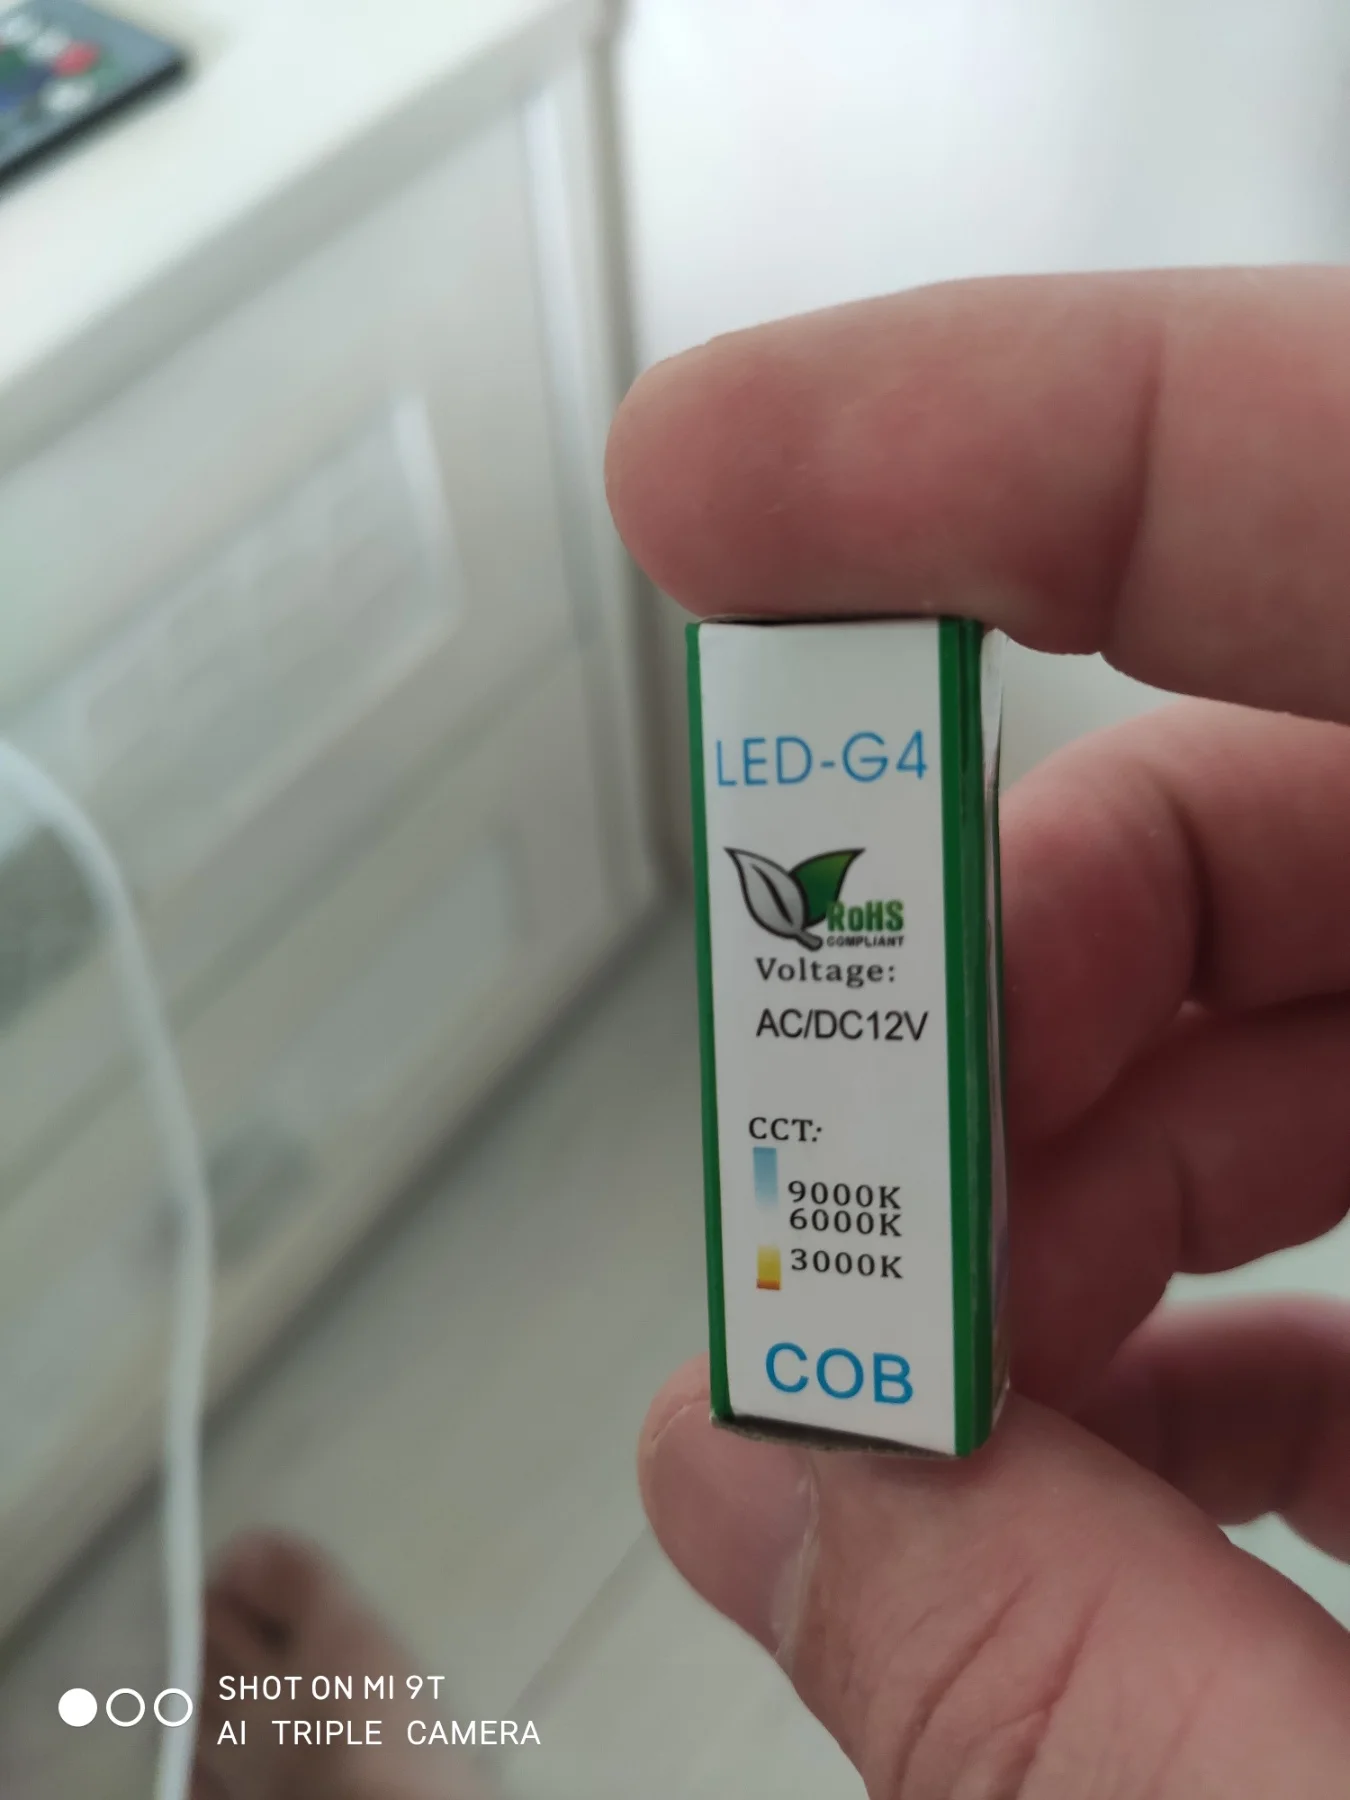 LED-G4
RoHS
COMPLIANT
Voltage:
AC/DC12V
CCT:
9000K
6000K
3000K
COB
SHOT ON MI 9T
AI TRIPLE CAMERA